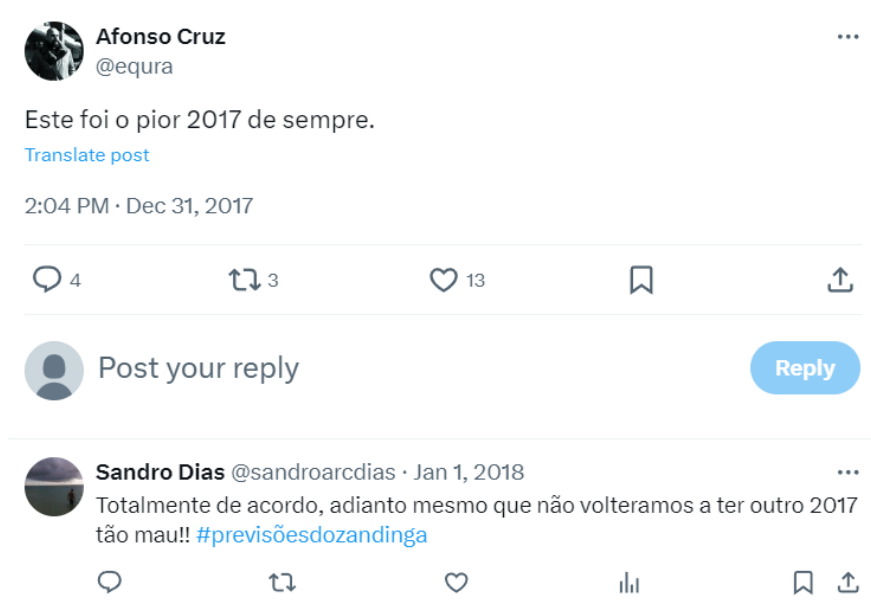 Afonso Cruz
@equra
Este foi o pior 2017 de sempre.
Translate post
2:04 PM · Dec 31, 2017
4 3 13
Post your reply
Reply
Sandro Dias @sandroarcdias · Jan 1, 2018
Totalmente de acordo, adianto mesmo que não volteramos a ter outro 2017
tão mau!! #previsõesdozandinga